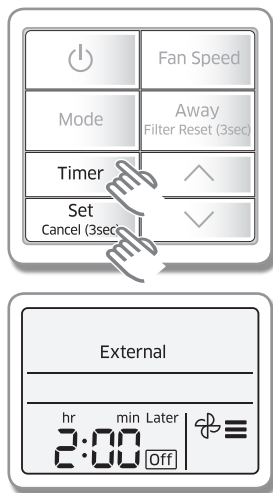 Fan Speed
Mode
Away
Filter Reset (3sec)
Timer
Set
Cancel (3sec)
External
hr min Later
2:00 Off